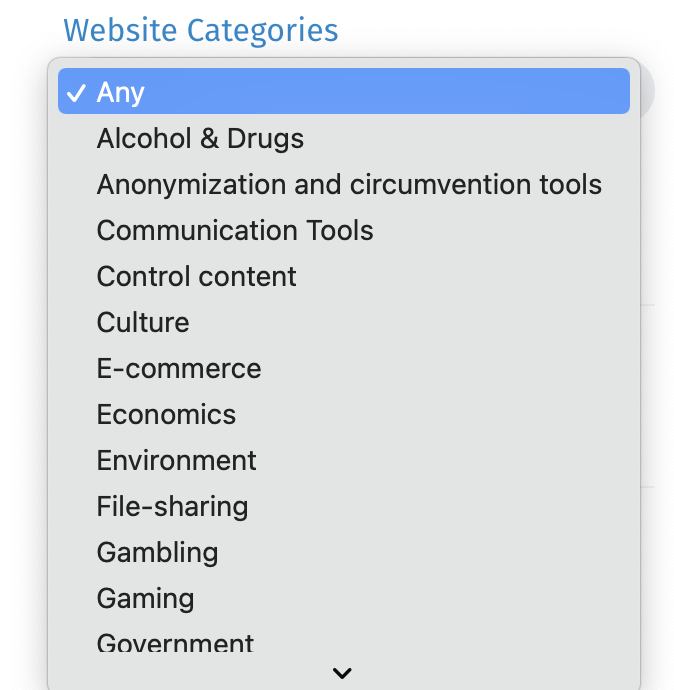 Website Categories
✓ Any
Alcohol & Drugs
Anonymization and circumvention tools
Communication Tools
Control content
Culture
E-commerce
Economics
Environment
File-sharing
Gambling
Gaming
Government